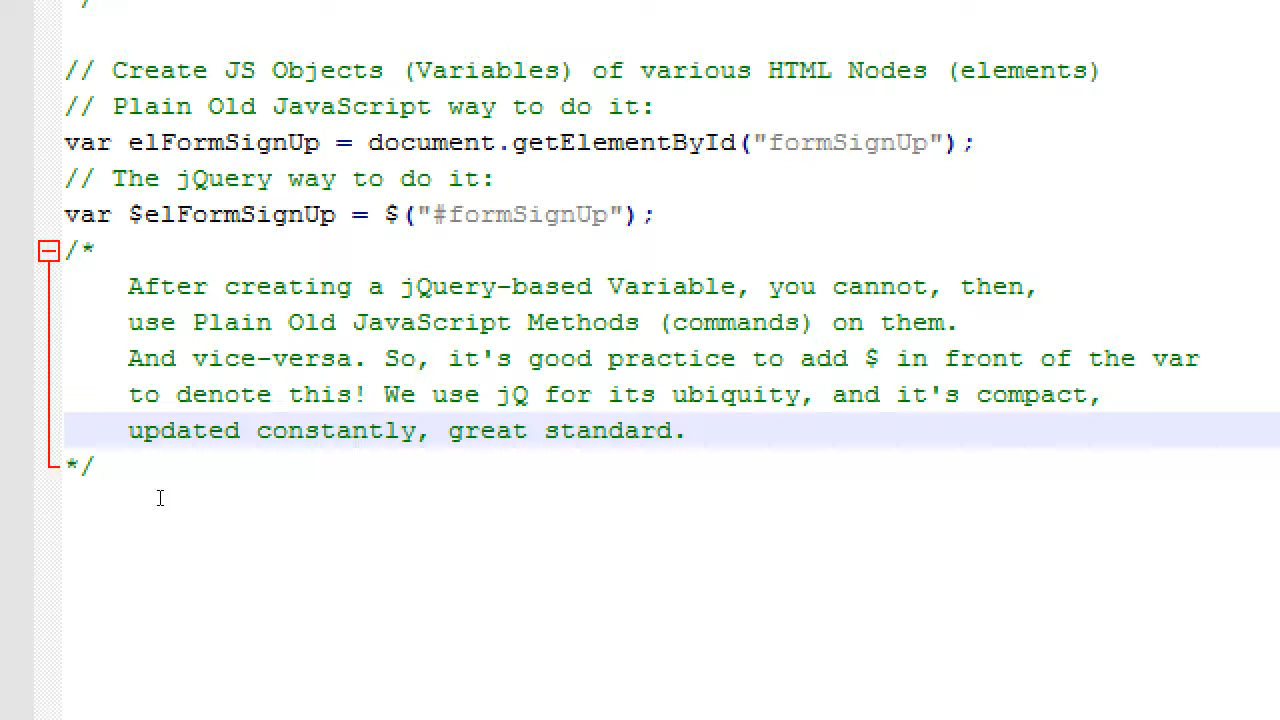 /
// Create JS Objects (Variables) of various HTML Nodes (elements)
// Plain Old JavaScript way to do it:
var elFormSignUp = document.getElementById("formSignUp");
// The jQuery way to do it:
var $elFormSignUp = $("#formSignUp");
/*
After creating a jQuery-based Variable, you cannot, then,
use Plain Old JavaScript Methods (commands) on them.
And vice-versa. So, it's good practice to add $ in front of the var
to denote this! We use jQ for its ubiquity, and it's compact,
updated constantly, great standard.
*/